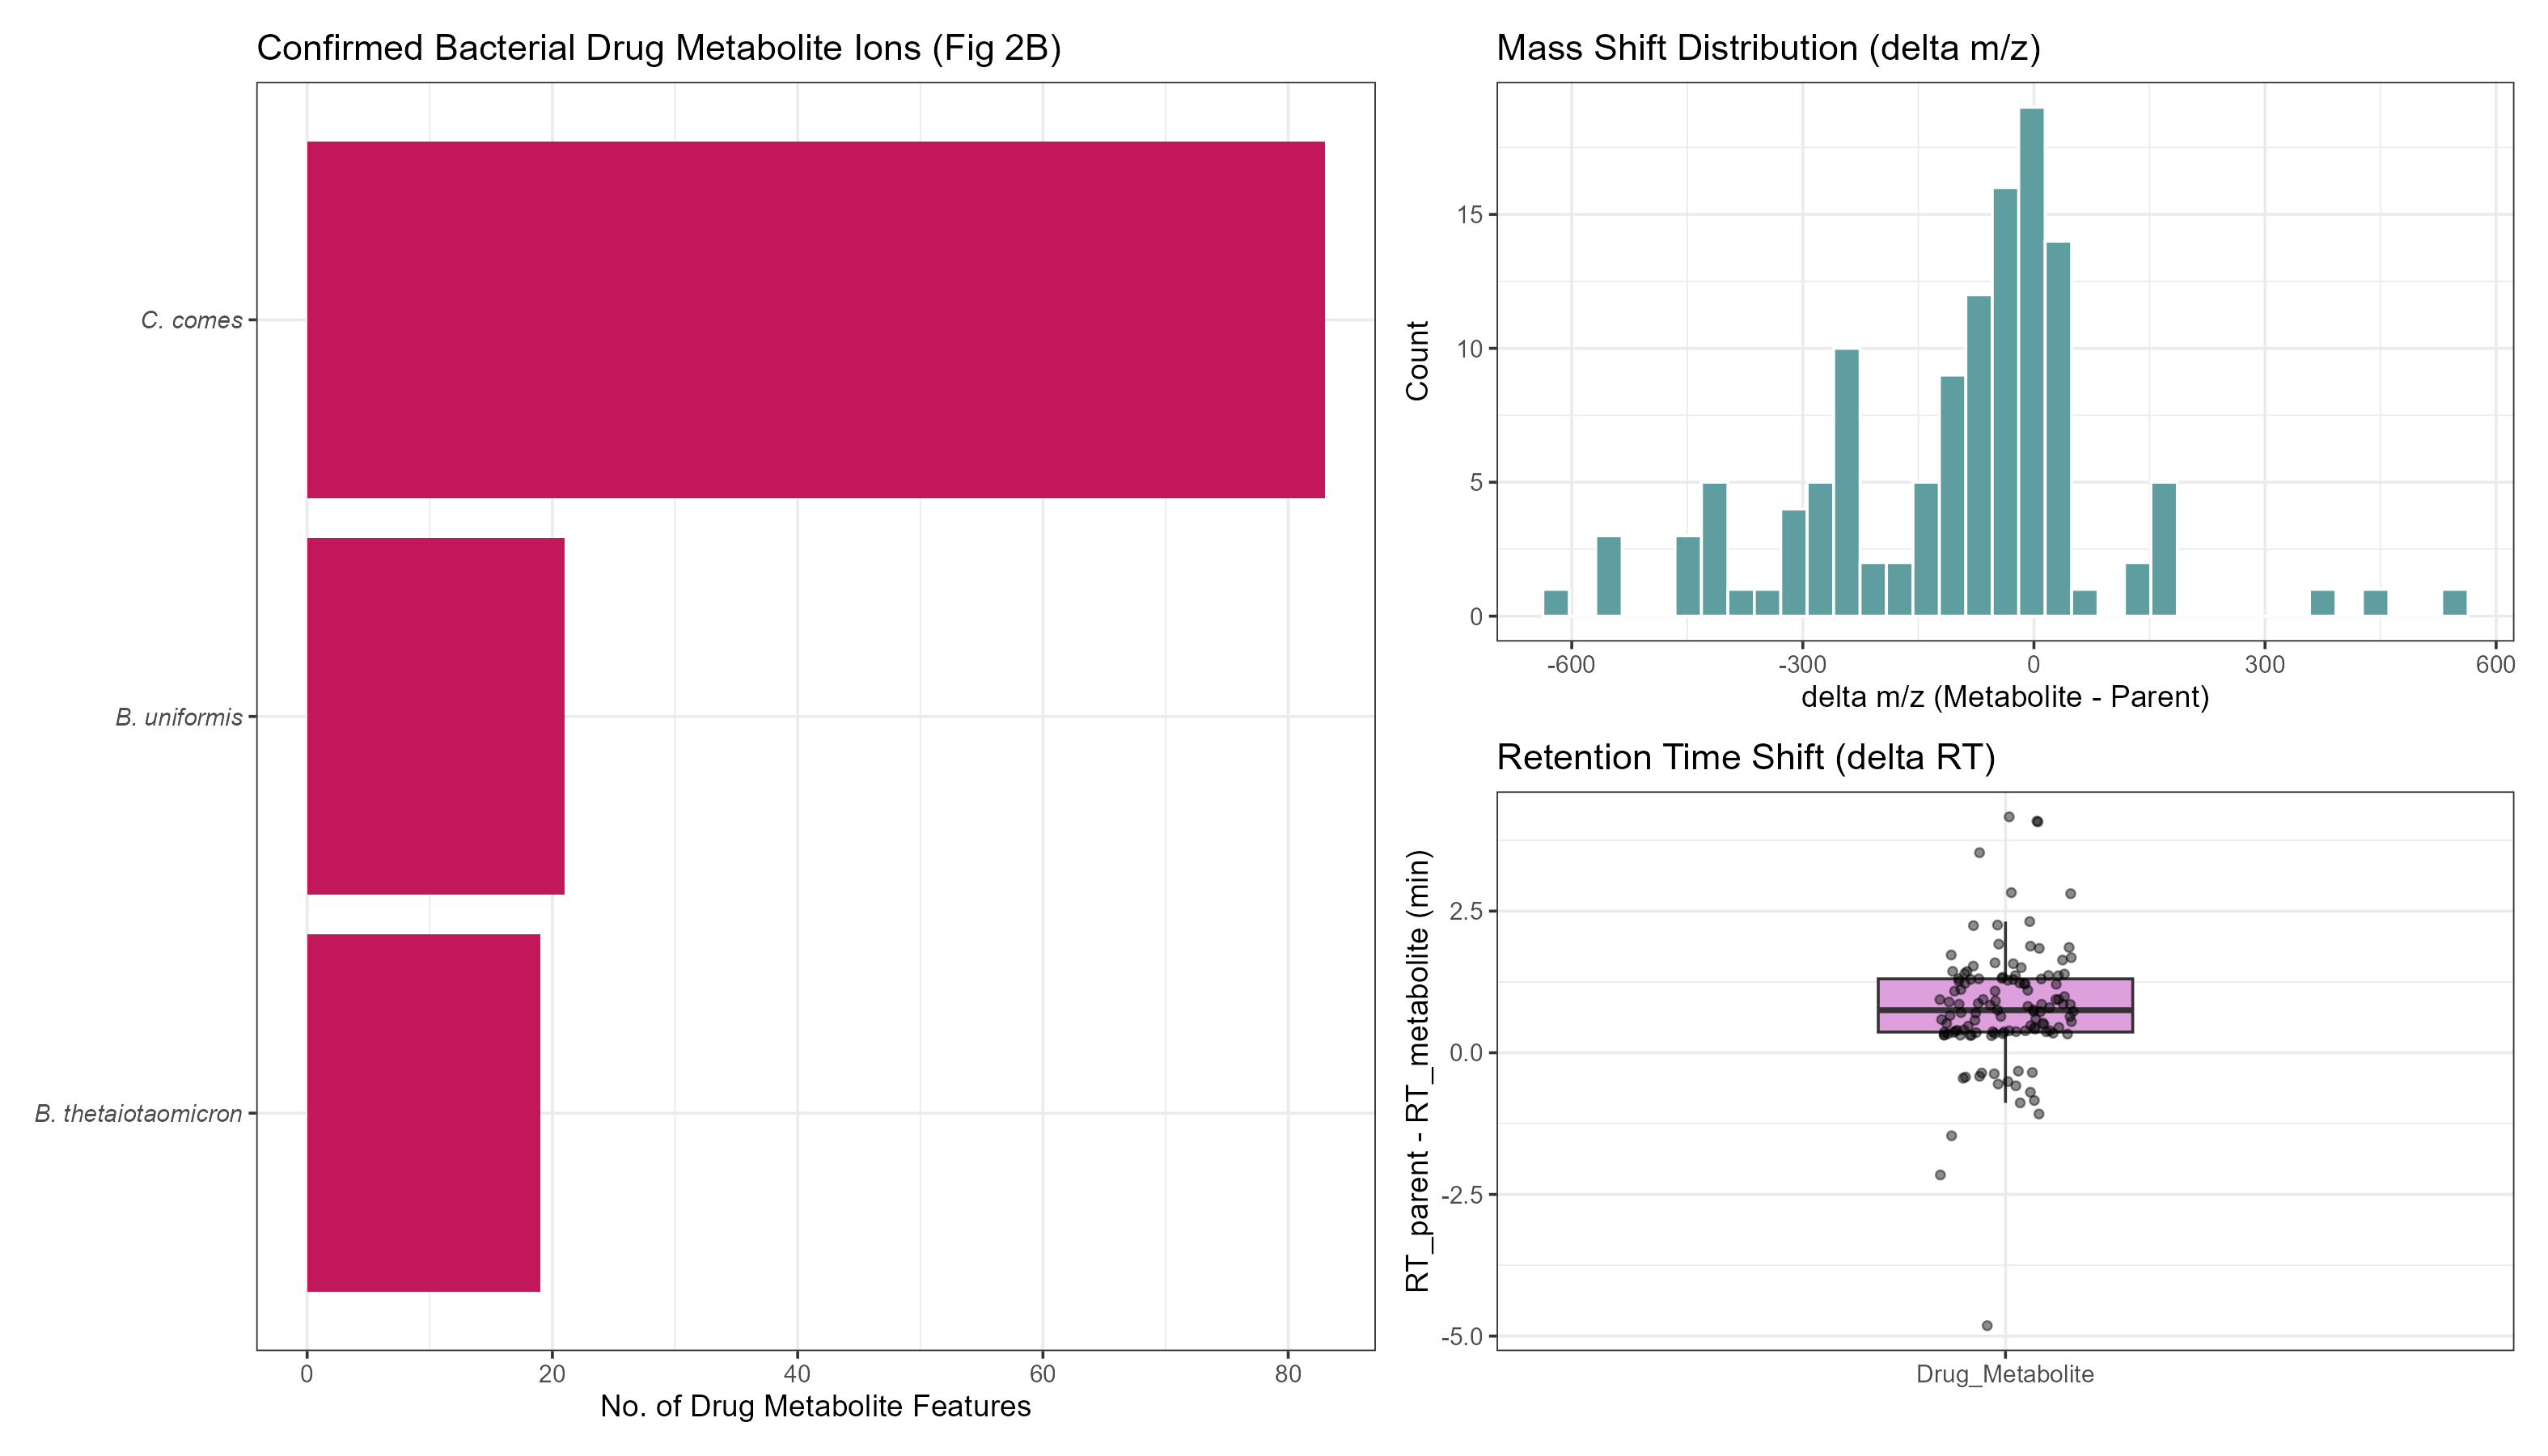 Confirmed Bacterial Drug Metabolite Ions (Fig 2B)
C. comes
B. uniformis
B. thetaiotaomicron
0 20 40 60 80
No. of Drug Metabolite Features
Mass Shift Distribution (delta m/z)
Count
15
10
5
0
-600 -300 0 300 600
delta m/z (Metabolite - Parent)
Retention Time Shift (delta RT)
RT_parent - RT_metabolite (min)
2.5
0.0
-2.5
-5.0
Drug_Metabolite